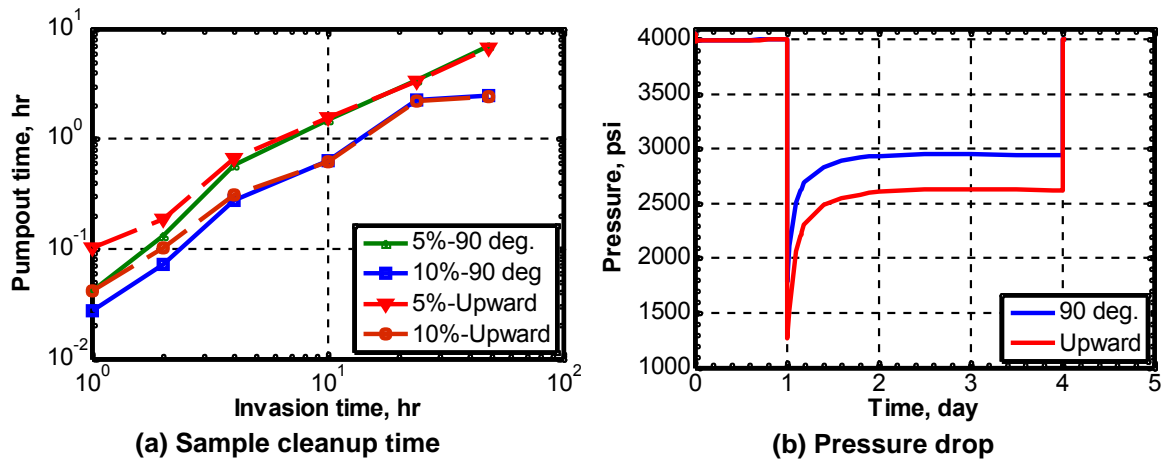 10^1
10^0
10^-1
10^-2
Pumpout time, hr
5%-90 deg.
10%-90 deg
5%-Upward
10%-Upward
10^0
10^1
10^2
Invasion time, hr
(a) Sample cleanup time
4000
3500
3000
2500
2000
1500
1000
Pressure, psi
90 deg.
Upward
0
1
2
3
4
5
Time, day
(b) Pressure drop